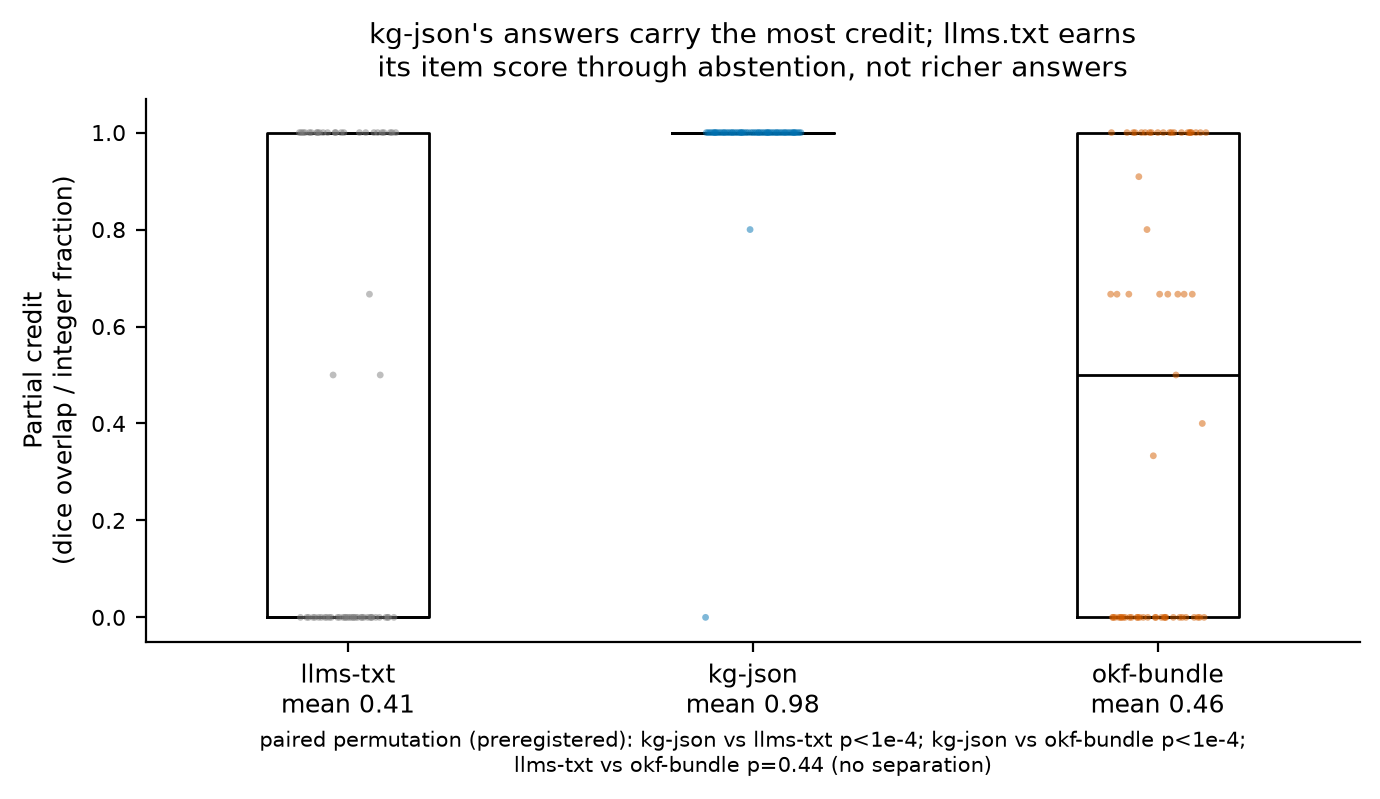 kg-json's answers carry the most credit; llms.txt earns
its item score through abstention, not richer answers
Partial credit
(dice overlap / integer fraction)
1.0
0.8
0.6
0.4
0.2
0.0
llms-txt
mean 0.41
kg-json
mean 0.98
okf-bundle
mean 0.46
paired permutation (preregistered): kg-json vs llms-txt p<1e-4; kg-json vs okf-bundle p<1e-4;
llms-txt vs okf-bundle p=0.44 (no separation)